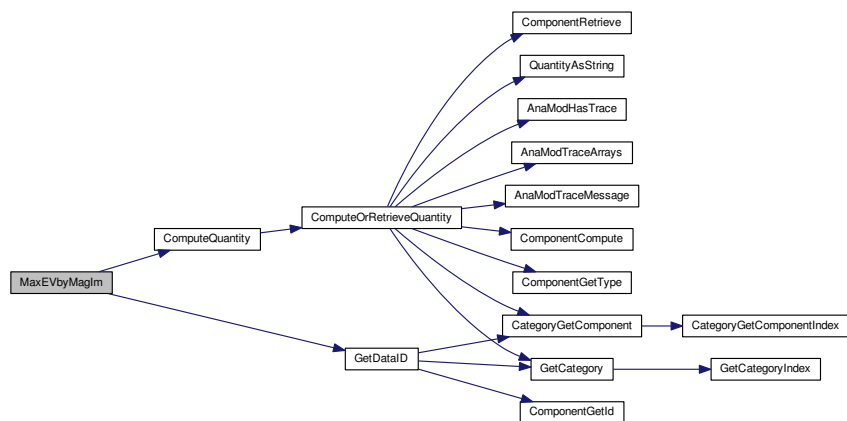 ComponentRetrieve
QuantityAsString
AnaModHasTrace
AnaModTraceArrays
AnaModTraceMessage
ComputeOrRetrieveQuantity
ComputeQuantity
ComponentCompute
MaxEVbyMagIm
ComponentGetType
CategoryGetComponent
CategoryGetComponentIndex
GetDataID
GetCategory
GetCategoryIndex
ComponentGetId